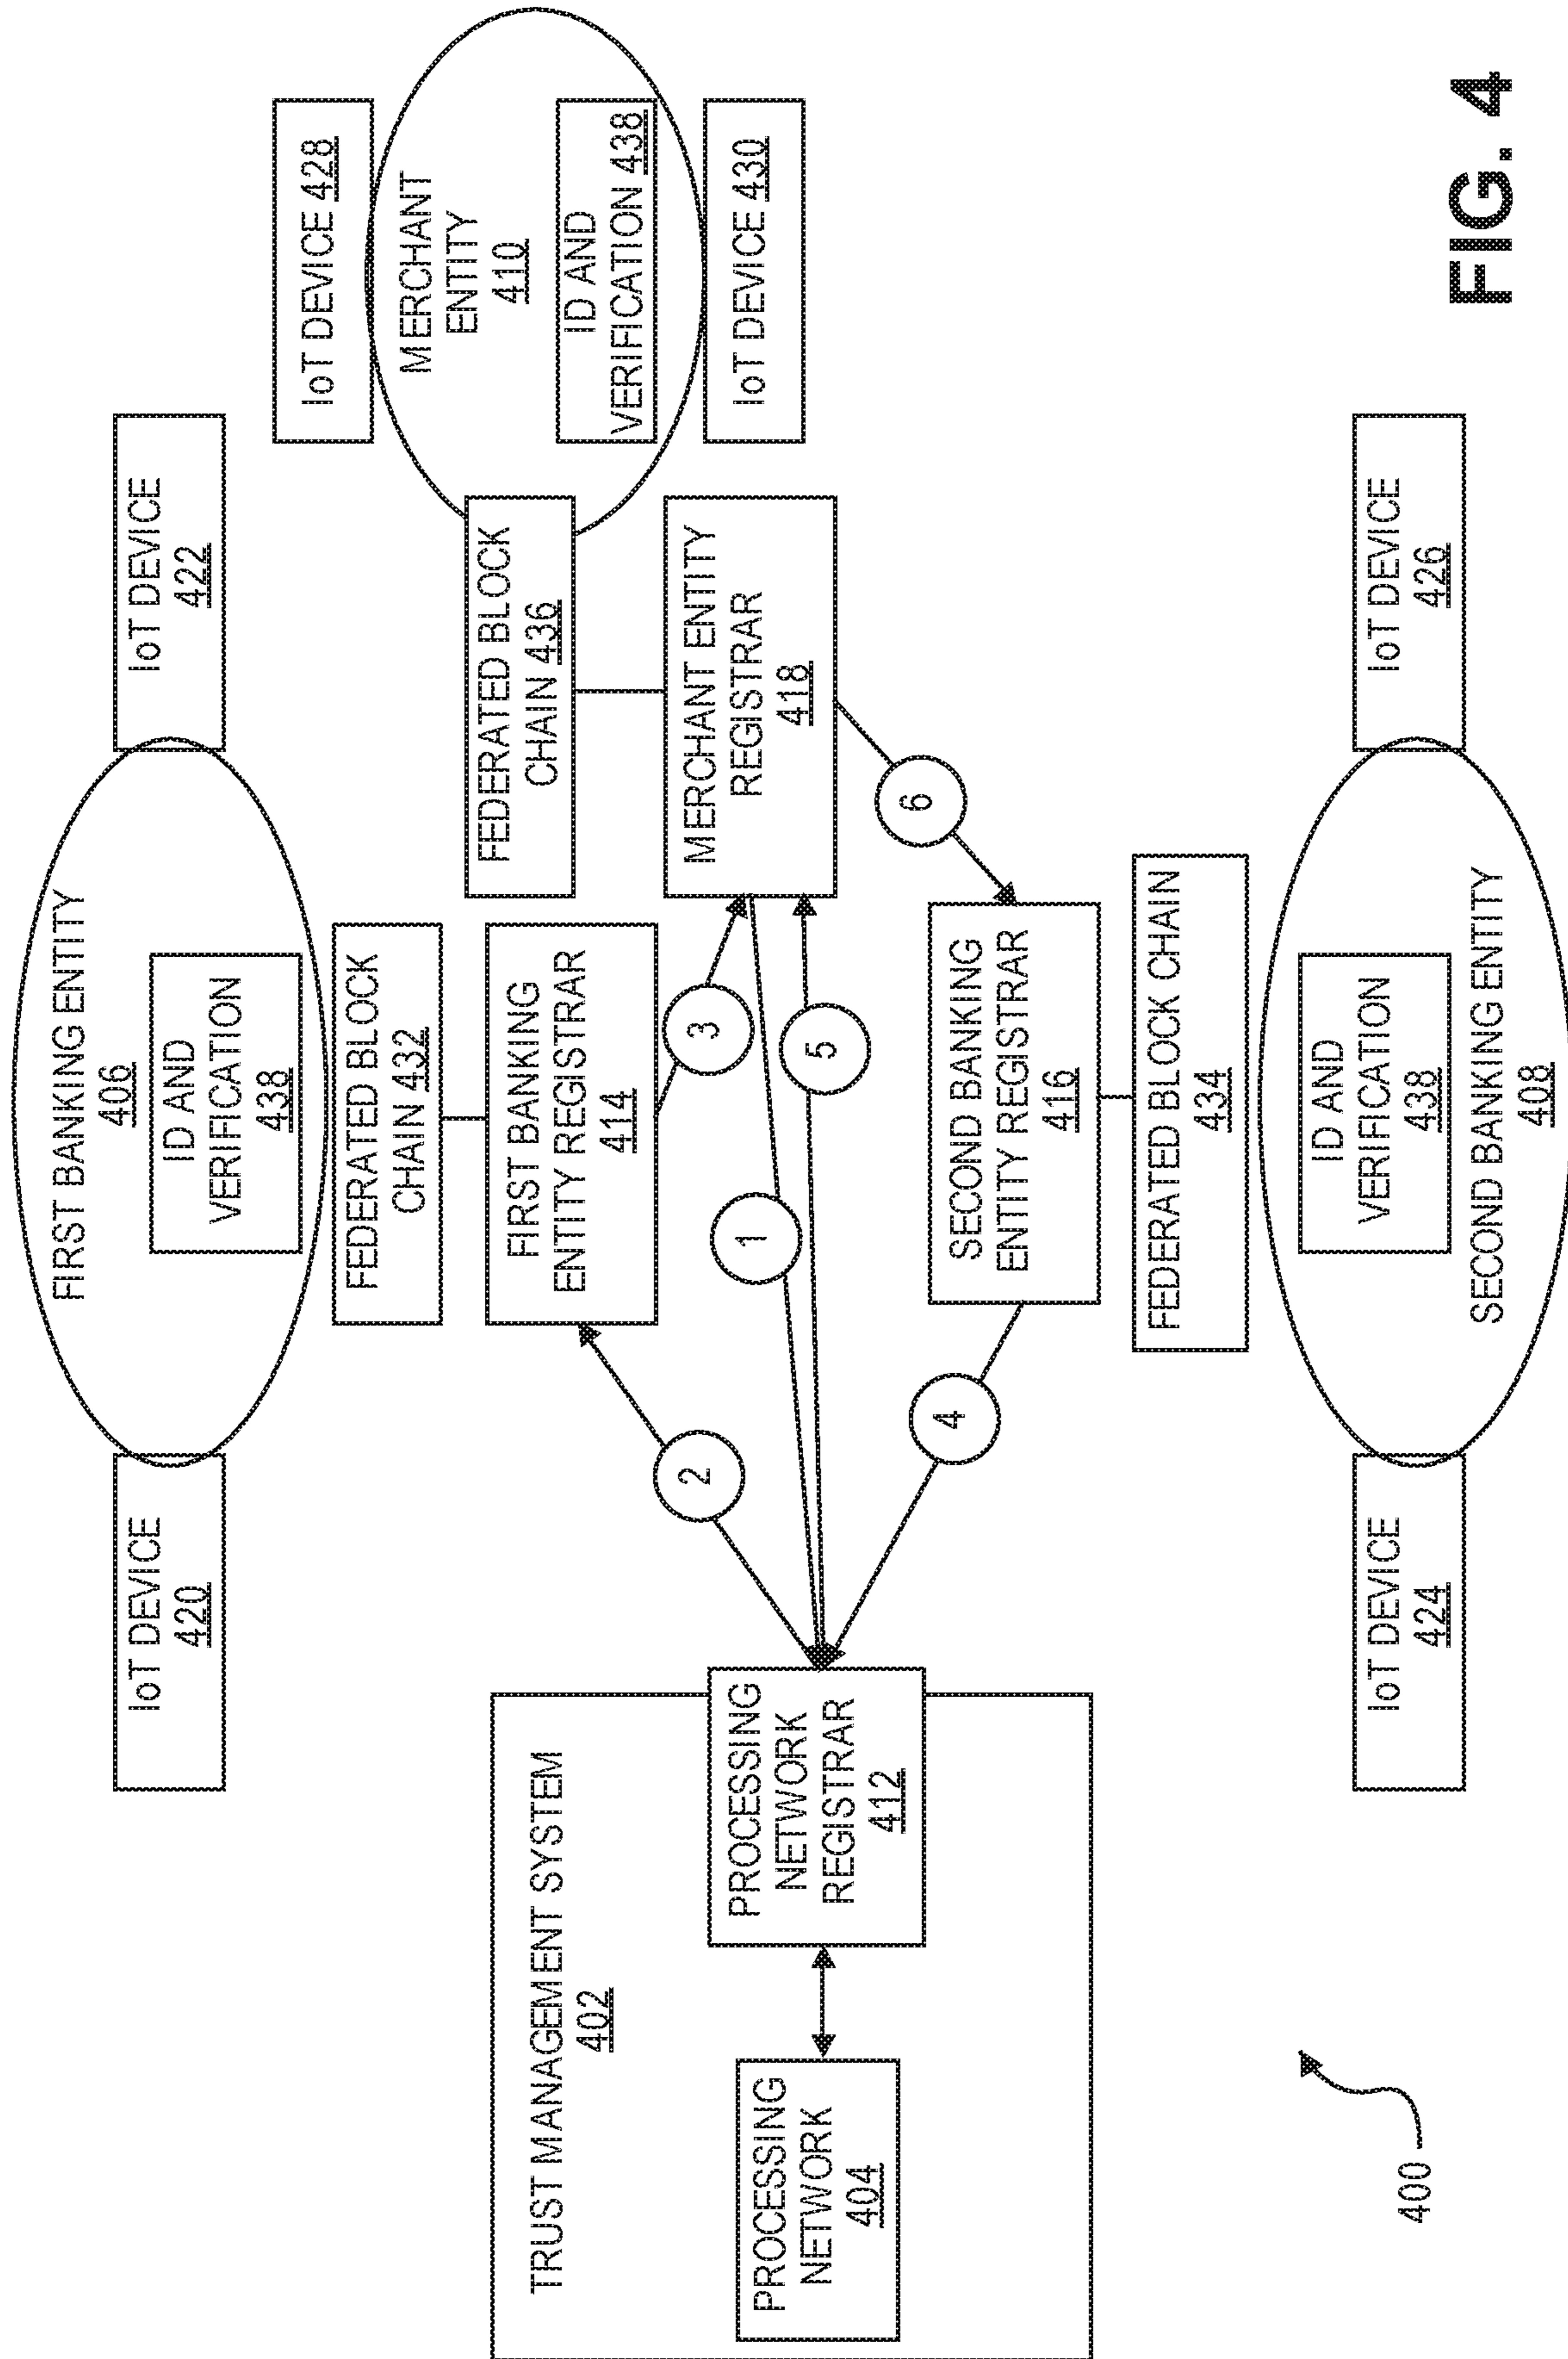 FIRST BANKING ENTITY
406
ID AND
VERIFICATION
438
IoT DEVICE
420
IoT DEVICE
422
FEDERATED BLOCK
CHAIN 432
FIRST BANKING
ENTITY REGISTRAR
414
IoT DEVICE 428
MERCHANT
ENTITY
410
ID AND
VERIFICATION 438
IoT DEVICE 430
FEDERATED BLOCK
CHAIN 436
MERCHANT ENTITY
REGISTRAR
418
TRUST MANAGEMENT SYSTEM
402
PROCESSING
NETWORK
404
PROCESSING
NETWORK
REGISTRAR
412
2
3
1
5
6
4
SECOND BANKING
ENTITY REGISTRAR
416
FEDERATED BLOCK CHAIN
434
ID AND
VERIFICATION
438
SECOND BANKING ENTITY
408
IoT DEVICE
424
IoT DEVICE
426
400
FIG. 4